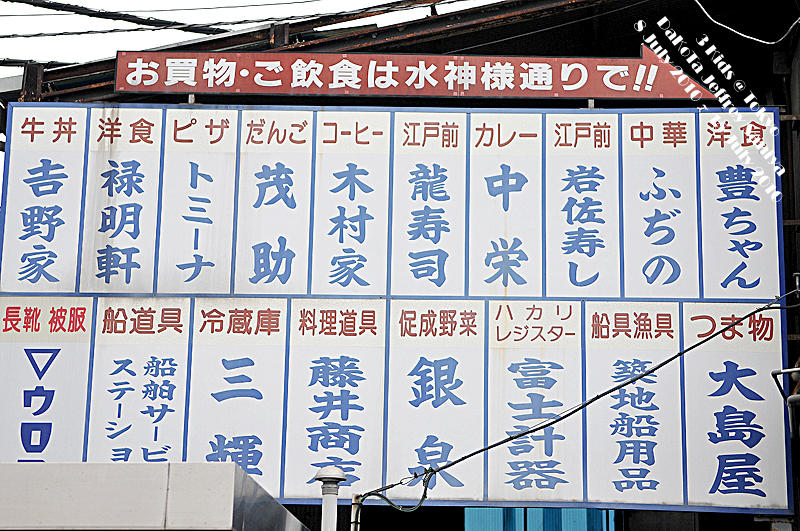 お買物・ご飲食は水神様通りで!!
牛丼 吉野家
洋食 禄明軒
ピザ トミーナ
だんご 茂助
コーヒー 木村家
江戸前 龍寿司
カレー 中栄
江戸前 岩佐寿し
中華 ふぢの
洋食 豊ちゃん
長靴 被服 ▽ウロ
船道具 船舶サービ ステーショ
冷蔵庫 三輝
料理道具 藤井商店
促成野菜 銀泉
ハカリ レジスター 富士計器
船具漁具 築地船用品
つま物 大島屋
3 Kids @ Tokyo